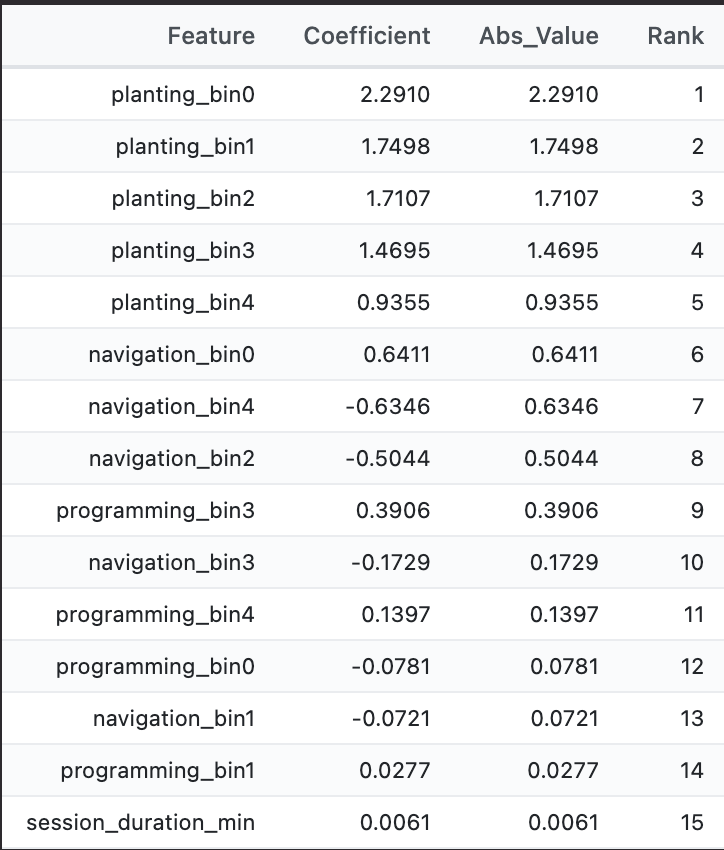 Feature Coefficient Abs_Value Rank
planting_bin0 2.2910 2.2910 1
planting_bin1 1.7498 1.7498 2
planting_bin2 1.7107 1.7107 3
planting_bin3 1.4695 1.4695 4
planting_bin4 0.9355 0.9355 5
navigation_bin0 0.6411 0.6411 6
navigation_bin4 -0.6346 0.6346 7
navigation_bin2 -0.5044 0.5044 8
programming_bin3 0.3906 0.3906 9
navigation_bin3 -0.1729 0.1729 10
programming_bin4 0.1397 0.1397 11
programming_bin0 -0.0781 0.0781 12
navigation_bin1 -0.0721 0.0721 13
programming_bin1 0.0277 0.0277 14
session_duration_min 0.0061 0.0061 15